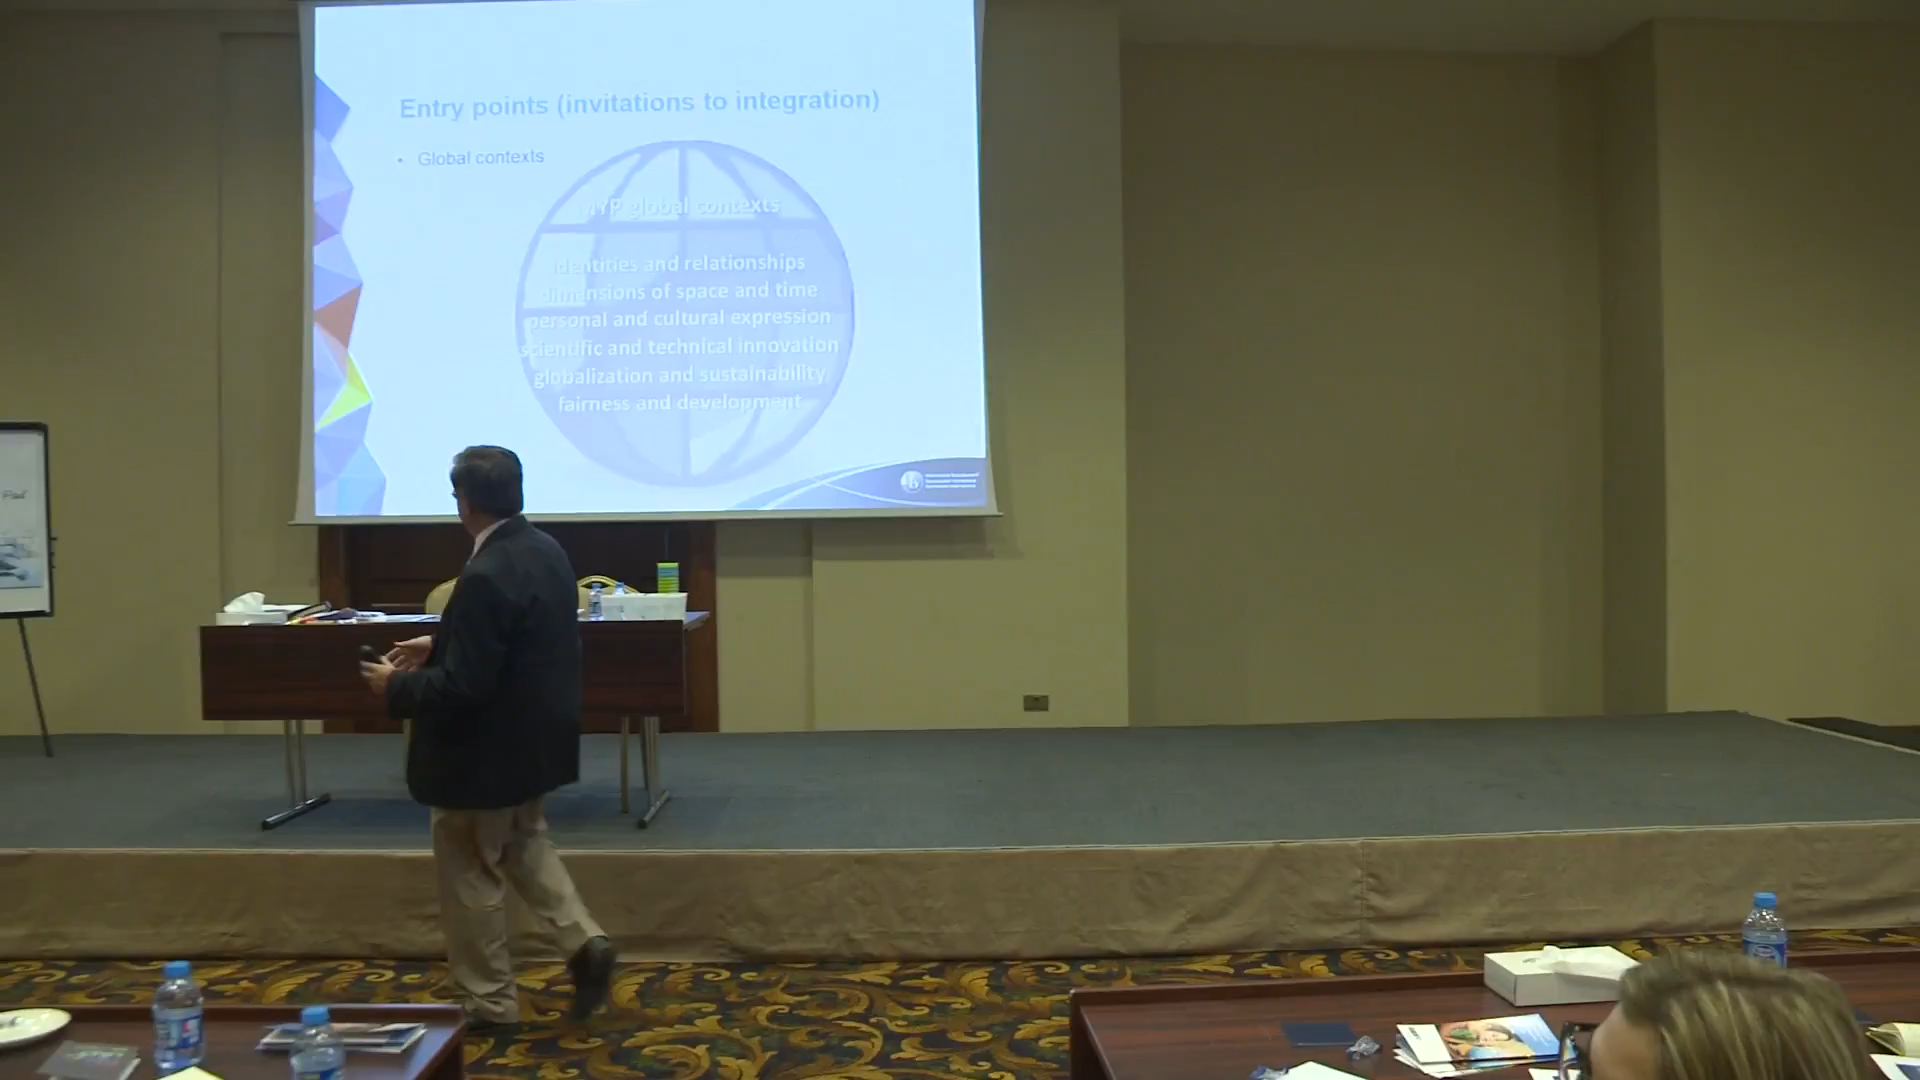 Entry points (invitations to integration)
• Global contexts
MYP global contexts
identities and relationships
dimensions of space and time
personal and cultural expression
scientific and technical innovation
globalization and sustainability
fairness and development
Pad